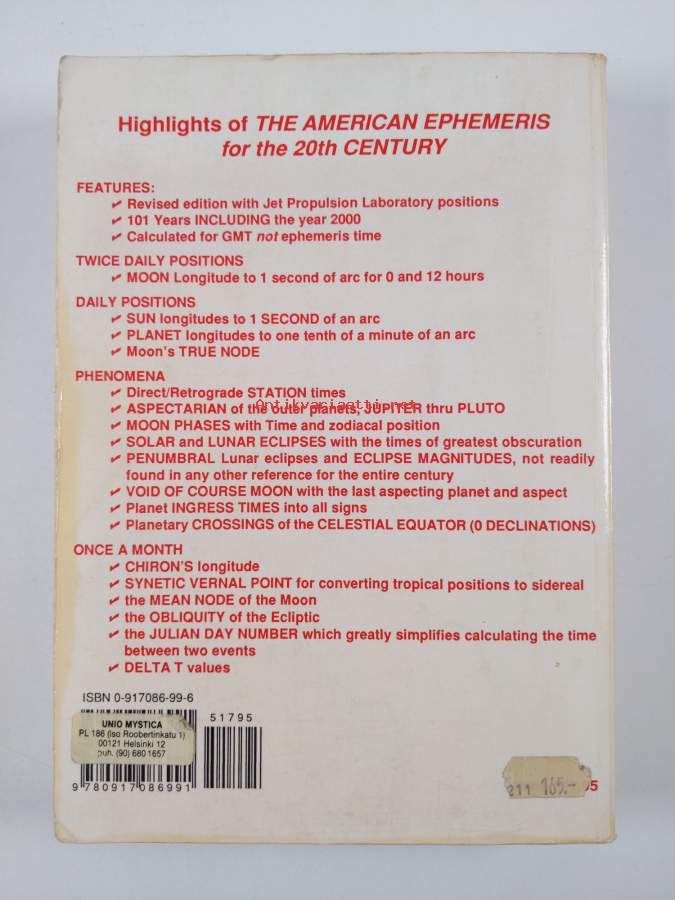 Highlights of THE AMERICAN EPHEMERIS
for the 20th CENTURY
FEATURES:
✔ Revised edition with Jet Propulsion Laboratory positions
✔ 101 Years INCLUDING the year 2000
✔ Calculated for GMT not ephemeris time
TWICE DAILY POSITIONS
✔ MOON Longitude to 1 second of arc for 0 and 12 hours
DAILY POSITIONS
✔ SUN longitudes to 1 SECOND of an arc
✔ PLANET longitudes to one tenth of a minute of an arc
✔ Moon's TRUE NODE
PHENOMENA
✔ Direct/Retrograde STATION times
Antikvariaatti.net
✔ ASPECTARIAN of the outer planets, JUPITER thru PLUTO
✔ MOON PHASES with Time and zodiacal position
✔ SOLAR and LUNAR ECLIPSES with the times of greatest obscuration
✔ PENUMBRAL Lunar eclipses and ECLIPSE MAGNITUDES, not readily
found in any other reference for the entire century
✔ VOID OF COURSE MOON with the last aspecting planet and aspect
✔ Planet INGRESS TIMES into all signs
✔ Planetary CROSSINGS of the CELESTIAL EQUATOR (0 DECLINATIONS)
ONCE A MONTH
✔ CHIRON'S longitude
✔ SYNETIC VERNAL POINT for converting tropical positions to sidereal
✔ the MEAN NODE of the Moon
✔ the OBLIQUITY of the Ecliptic
✔ the JULIAN DAY NUMBER which greatly simplifies calculating the time
between two events
✔ DELTA T values
ISBN 0-917086-99-6
51795
UNIO MYSTICA
PL 186 (Iso Roobertinkatu 1)
00121 Helsinki 12
puh. (90) 680 1657
9 780917 086991
211 165.-